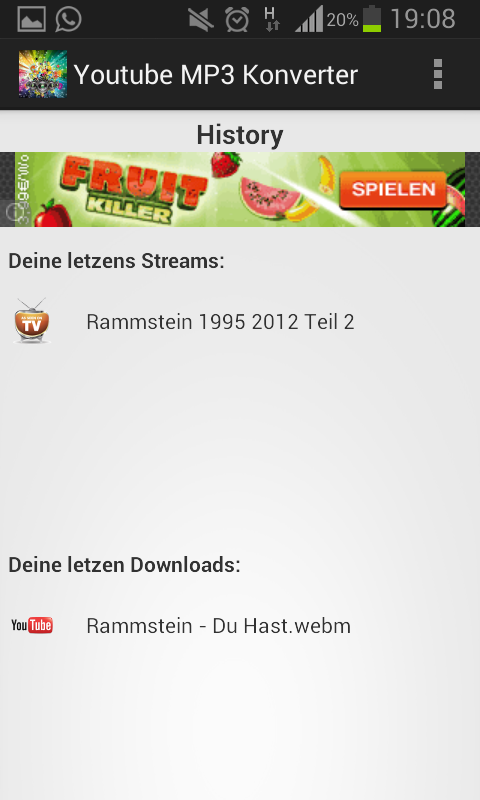 H
20%
19:08
Youtube MP3 Konverter
History
FRUIT
KILLER
SPIELEN
Deine letzens Streams:
TV
Rammstein 1995 2012 Teil 2
Deine letzen Downloads:
YouTube
Rammstein - Du Hast.webm